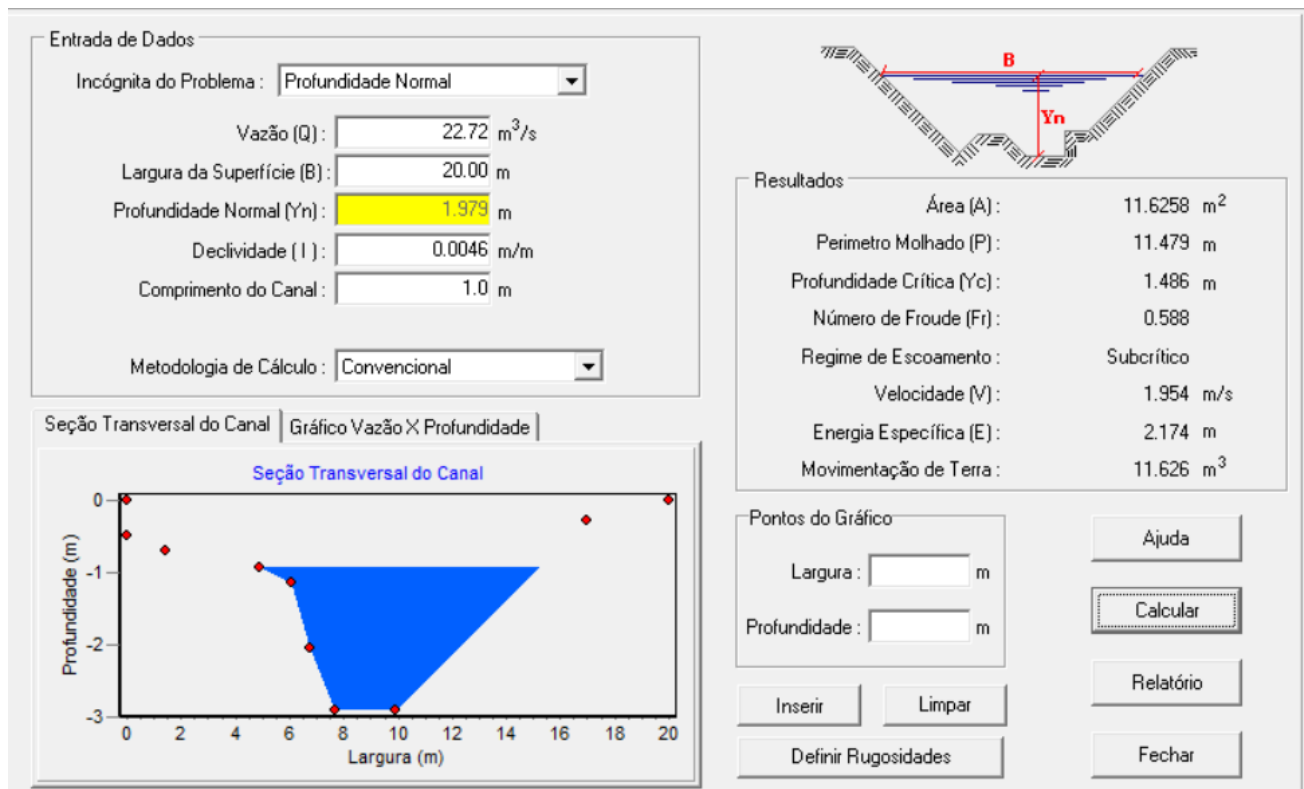 Entrada de Dados
Incógnita do Problema : Profundidade Normal
Vazão (Q) : 22.72 m³/s
Largura da Superfície (B) : 20.00 m
Profundidade Normal (Yn) : 1.979 m
Declividade ( I ) : 0.0046 m/m
Comprimento do Canal : 1.0 m
Metodologia de Cálculo : Convencional
B
Yn
Resultados
Área (A) : 11.6258 m²
Perimetro Molhado (P) : 11.479 m
Profundidade Crítica (Yc) : 1.486 m
Número de Froude (Fr) : 0.588
Regime de Escoamento : Subcrítico
Velocidade (V) : 1.954 m/s
Energia Específica (E) : 2.174 m
Movimentação de Terra : 11.626 m³
Seção Transversal do Canal Gráfico Vazão X Profundidade
Seção Transversal do Canal
Profundidade (m)
0
-1
-2
-3
0 2 4 6 8 10 12 14 16 18 20
Largura (m)
Pontos do Gráfico
Largura : m
Profundidade : m
Inserir Limpar
Definir Rugosidades
Ajuda
Calcular
Relatório
Fechar